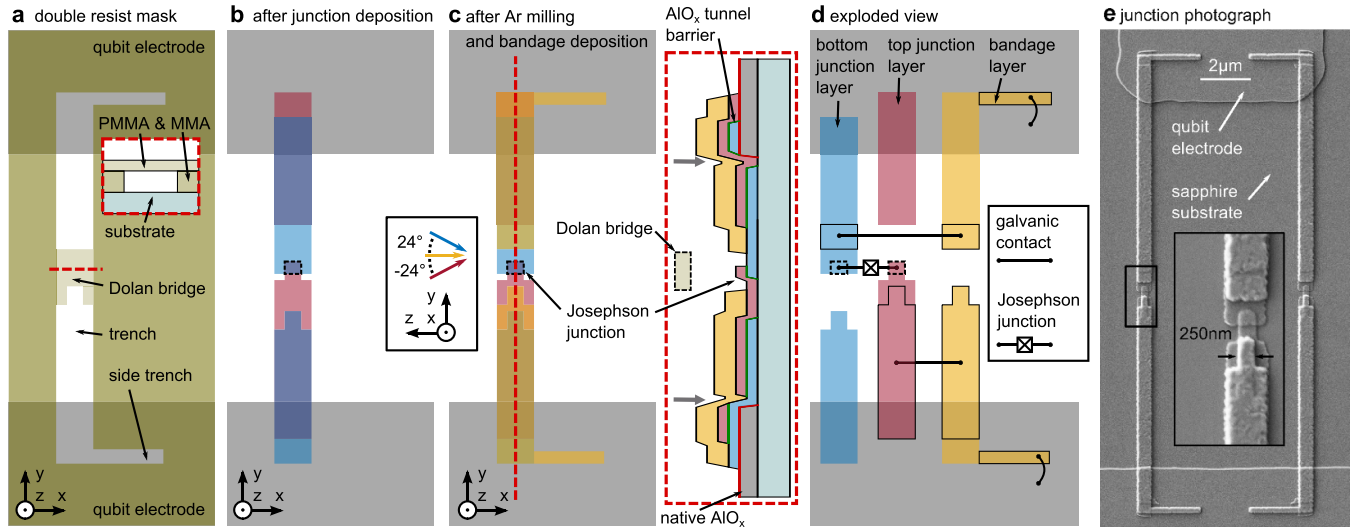 a double resist mask
qubit electrode
PMMA & MMA
substrate
Dolan bridge
trench
side trench
y
z x
qubit electrode
b after junction deposition
y
z x
24°
-24°
y
z x
c after Ar milling
and bandage deposition
y
z x
AlOx tunnel
barrier
Dolan bridge
Josephson
junction
native AlOx
d exploded view
bottom
junction
layer
top junction
layer
bandage
layer
galvanic
contact
Josephson
junction
y
z x
e junction photograph
2μm
qubit
electrode
sapphire
substrate
250nm